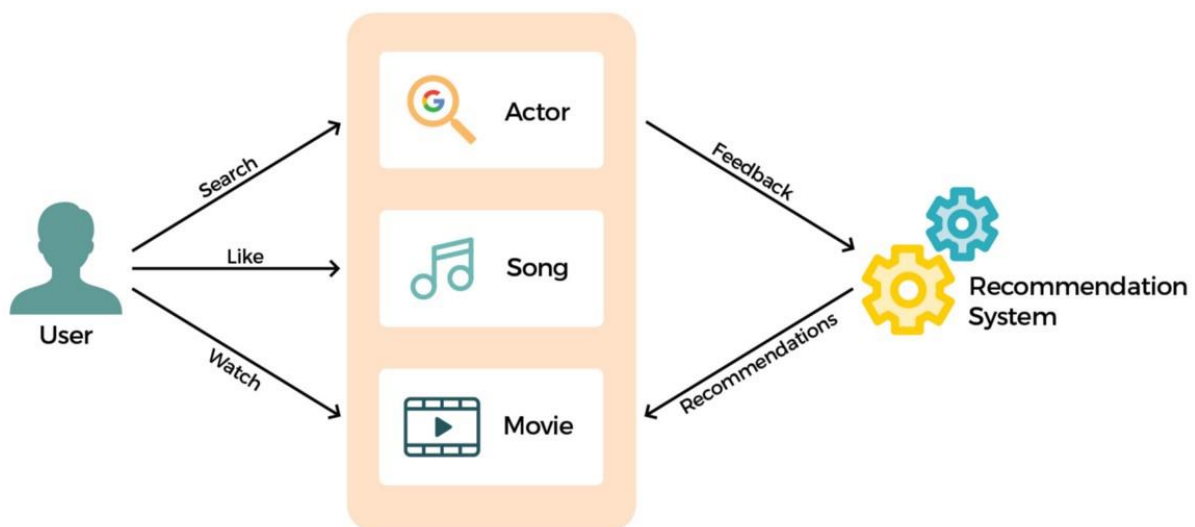 Search
Like
Watch
User
Actor
Song
Movie
Feedback
Recommendations
Recommendation
System